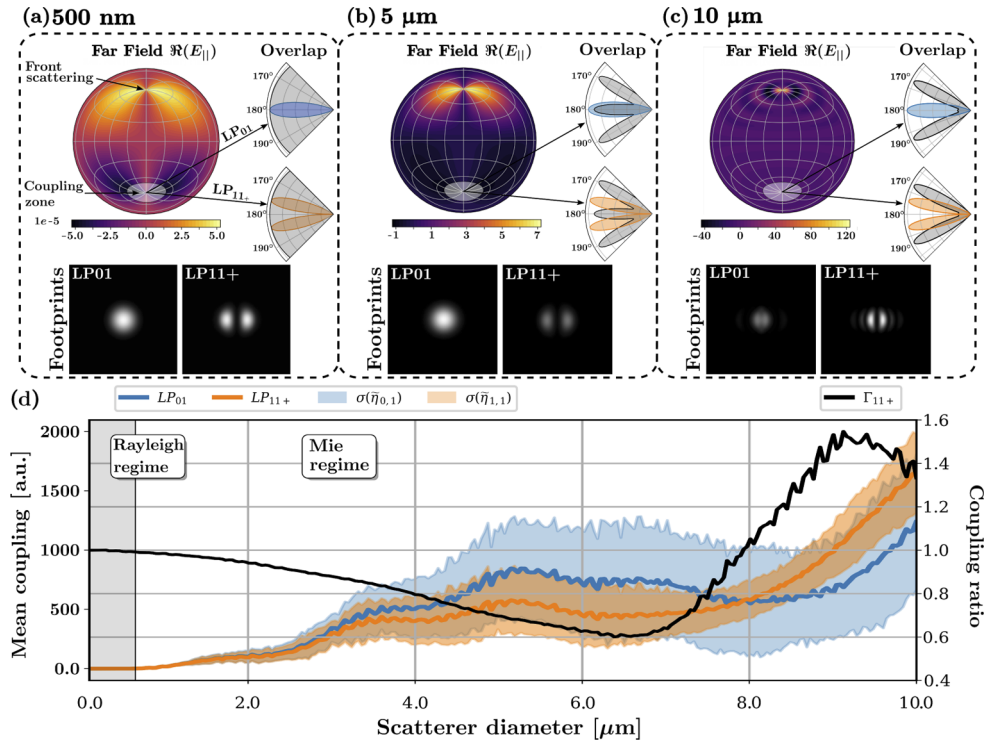 (a) 500 nm
Far Field ℜ(E||)
Overlap
Front
scattering
170°
180°
190°
LP01
Coupling
zone
LP11+
170°
180°
190°
1e−5
-5.0 -2.5 0.0 2.5 5.0
Footprints
LP01
LP11+
(b) 5 μm
Far Field ℜ(E||)
Overlap
170°
180°
190°
170°
180°
190°
-1 1 3 5 7
Footprints
LP01
LP11+
(c) 10 μm
Far Field ℜ(E||)
Overlap
170°
180°
190°
170°
180°
190°
-40 0 40 80 120
Footprints
LP01
LP11+
(d)
LP01 LP11+ σ(η̃0,1) σ(η̃1,1)
Γ11+
Rayleigh
regime
Mie
regime
Mean coupling [a.u.]
2000
1500
1000
500
0.0
1.6
1.4
1.2
1.0
0.8
0.6
0.4
Coupling ratio
0.0 2.0 4.0 6.0 8.0 10.0
Scatterer diameter [μm]